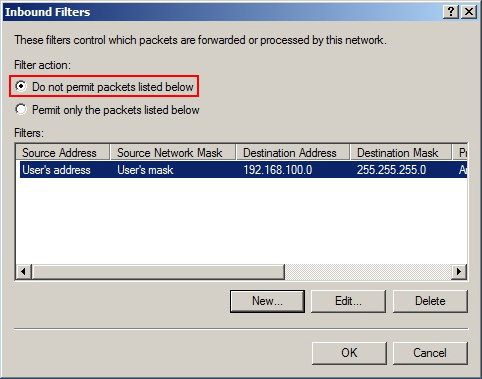 Inbound Filters
These filters control which packets are forwarded or processed by this network.
Filter action:
Do not permit packets listed below
Permit only the packets listed below
Filters:
Source Address Source Network Mask Destination Address Destination Mask
User's address User's mask 192.168.100.0 255.255.255.0
New... Edit... Delete
OK Cancel